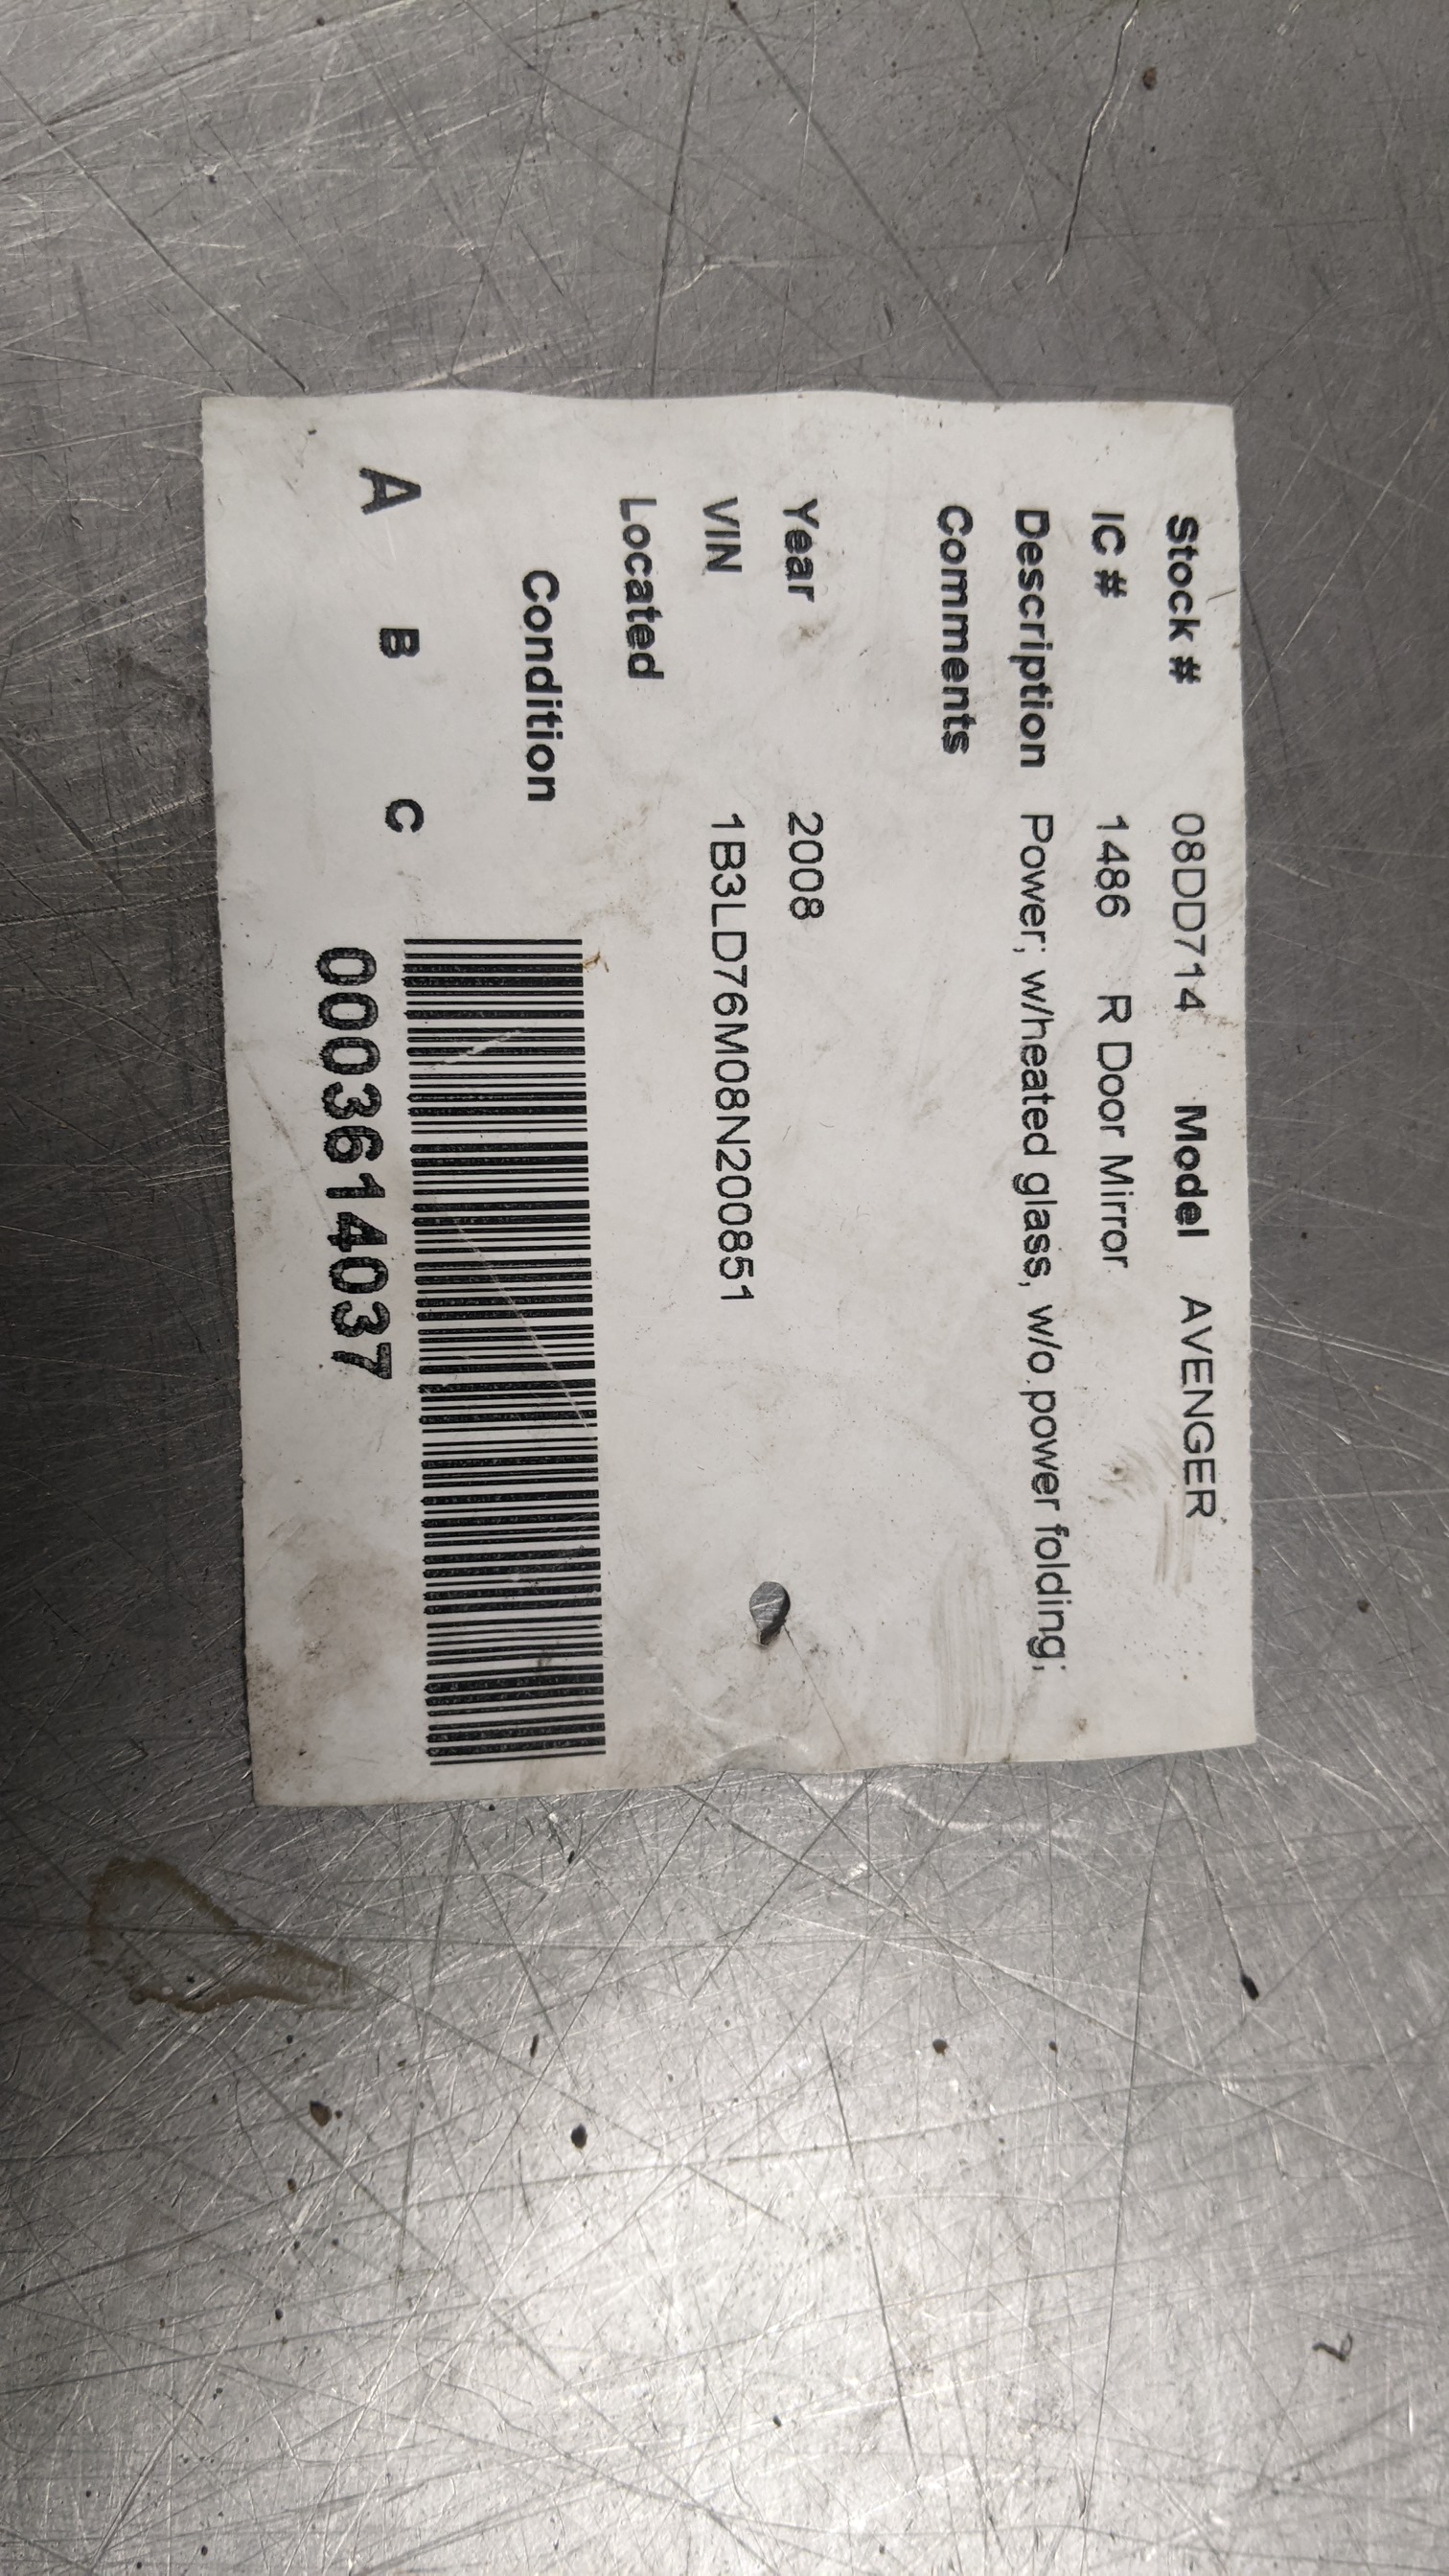 Stock # 08DD714 Model AVENGER
IC # 1486 R Door Mirror
Description Power; w/heated glass, w/o power folding;
Comments
Year 2008
VIN 1B3LD76M08N200851
Located
Condition
A B C
0003614037